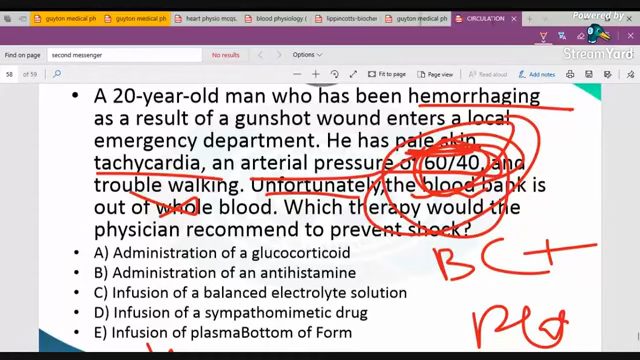 guyton medical ph
guyton medical ph
heart physio mcqs.
blood physiology (
lippincotts-biocher
guyton medical ph
CIRCULATION
Powered by
StreamYard
Find on page
second messenger
No results
Options
58 of 59
Fit to page
Page view
Read aloud
Add notes
• A 20-year-old man who has been hemorrhaging
as a result of a gunshot wound enters a local
emergency department. He has pale skin,
tachycardia, an arterial pressure of 60/40, and
trouble walking. Unfortunately, the blood bank is
out of whole blood. Which therapy would the
physician recommend to prevent shock?
• A) Administration of a glucocorticoid
• B) Administration of an antihistamine
• C) Infusion of a balanced electrolyte solution
• D) Infusion of a sympathomimetic drug
• E) Infusion of plasmaBottom of Form
BC+